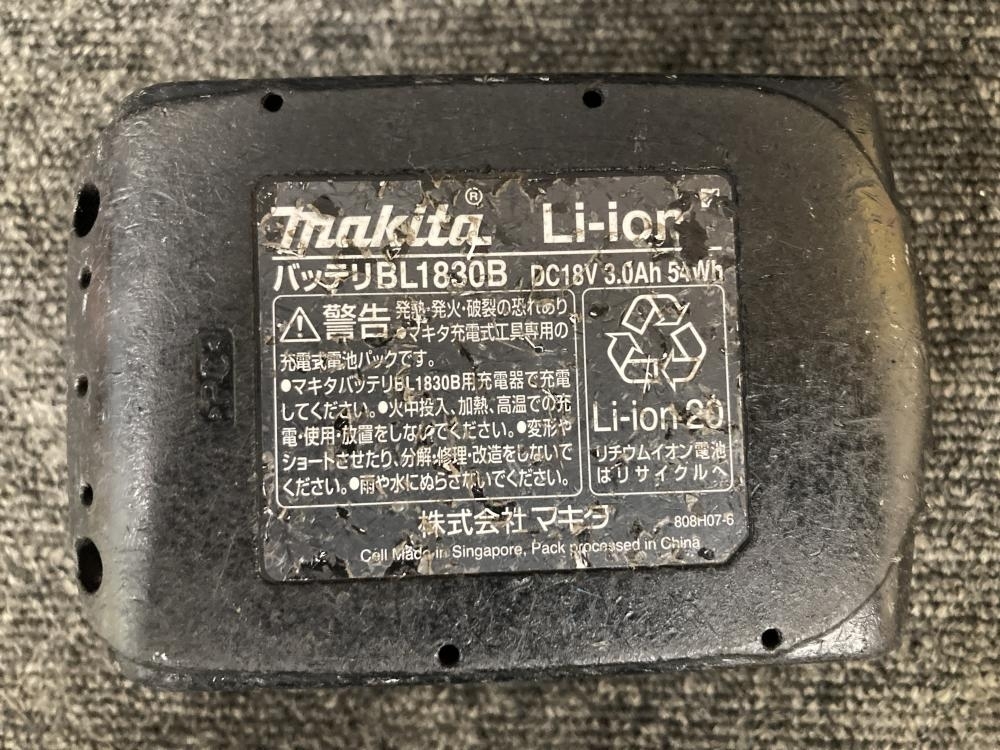 makita® Li-ion
バッテリBL1830B DC18V 3.0Ah 54Wh
警告 発熱・発火・破裂の恐れあり
●マキタ充電式工具専用の
充電式電池パックです。
●マキタバッテリBL1830B用充電器で充電
してください。●火中投入、加熱、高温での充
電・使用・放置をしないでください。●変形や
ショートさせたり、分解・修理・改造をしないで
ください。●雨や水にぬらさないでください。
Li-ion 20
リチウムイオン電池
はリサイクルへ
株式会社マキタ 808H07-6
Cell Made in Singapore, Pack processed in China